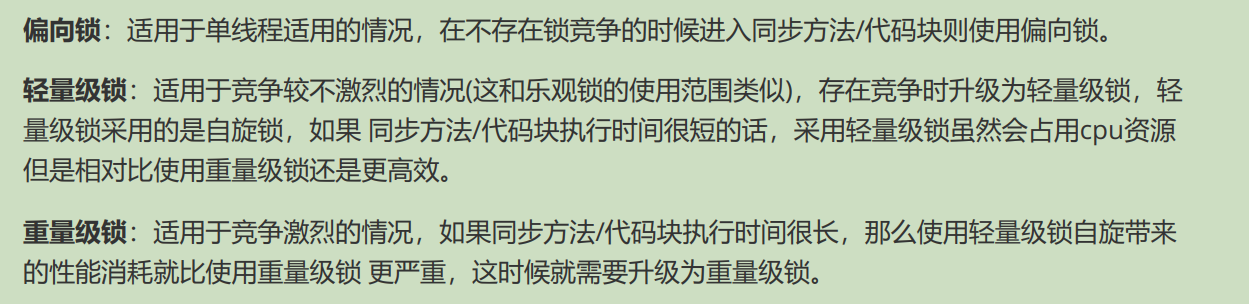 偏向锁：适用于单线程适用的情况，在不存在锁竞争的时候进入同步方法/代码块则使用偏向锁。
轻量级锁：适用于竞争较不激烈的情况(这和乐观锁的使用范围类似)，存在竞争时升级为轻量级锁，轻
量级锁采用的是自旋锁，如果 同步方法/代码块执行时间很短的话，采用轻量级锁虽然会占用cpu资源
但是相对比使用重量级锁还是更高效。
重量级锁：适用于竞争激烈的情况，如果同步方法/代码块执行时间很长，那么使用轻量级锁自旋带来
的性能消耗就比使用重量级锁 更严重，这时候就需要升级为重量级锁。